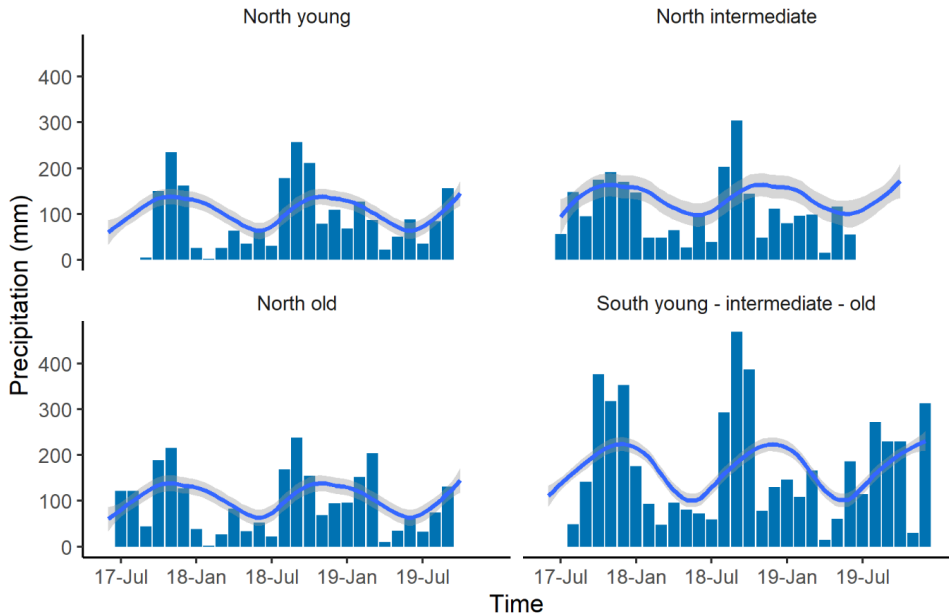 North young
North intermediate
400
300
200
100
0
North old
South young - intermediate - old
400
300
200
100
0
Precipitation (mm)
17-Jul 18-Jan 18-Jul 19-Jan 19-Jul
17-Jul 18-Jan 18-Jul 19-Jan 19-Jul
Time